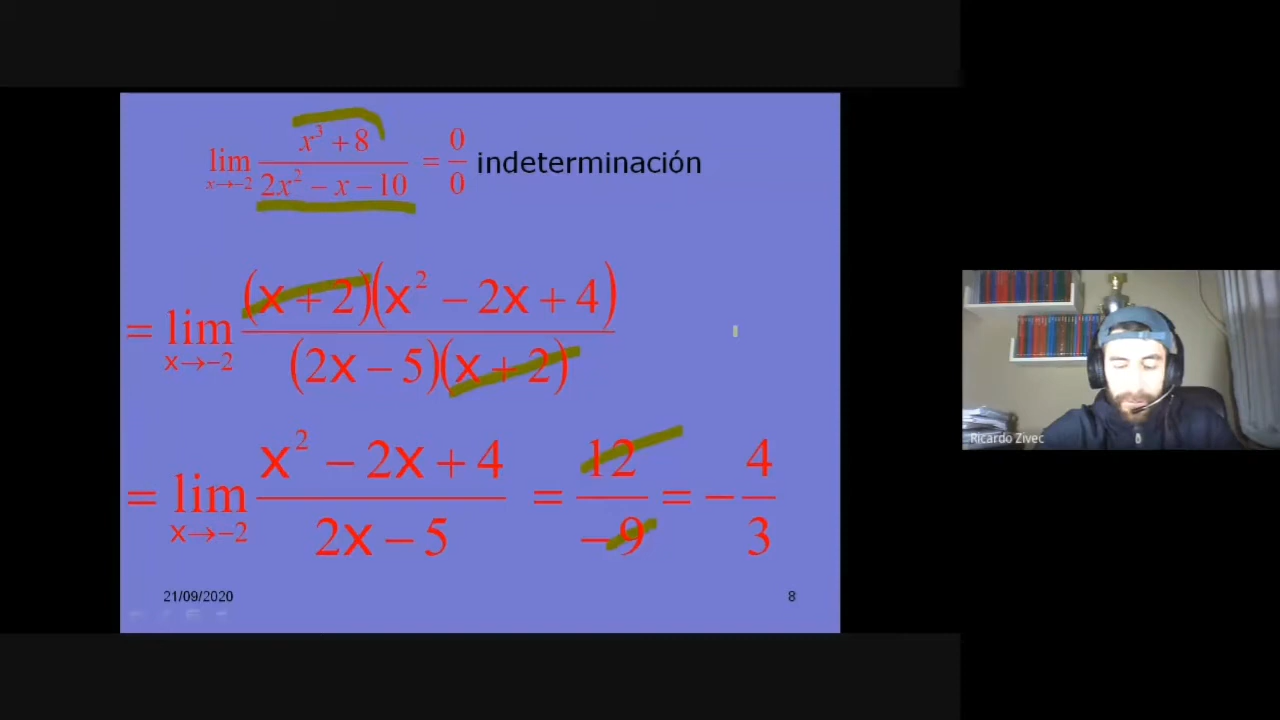 lim x→−2 x³ + 8 / 2x² − x − 10 = 0/0 indeterminación
= lim x→−2 (x + 2)(x² − 2x + 4) / (2x − 5)(x + 2)
= lim x→−2 x² − 2x + 4 / 2x − 5 = 12/−9 = − 4/3
Ricardo Zivec
21/09/2020
8